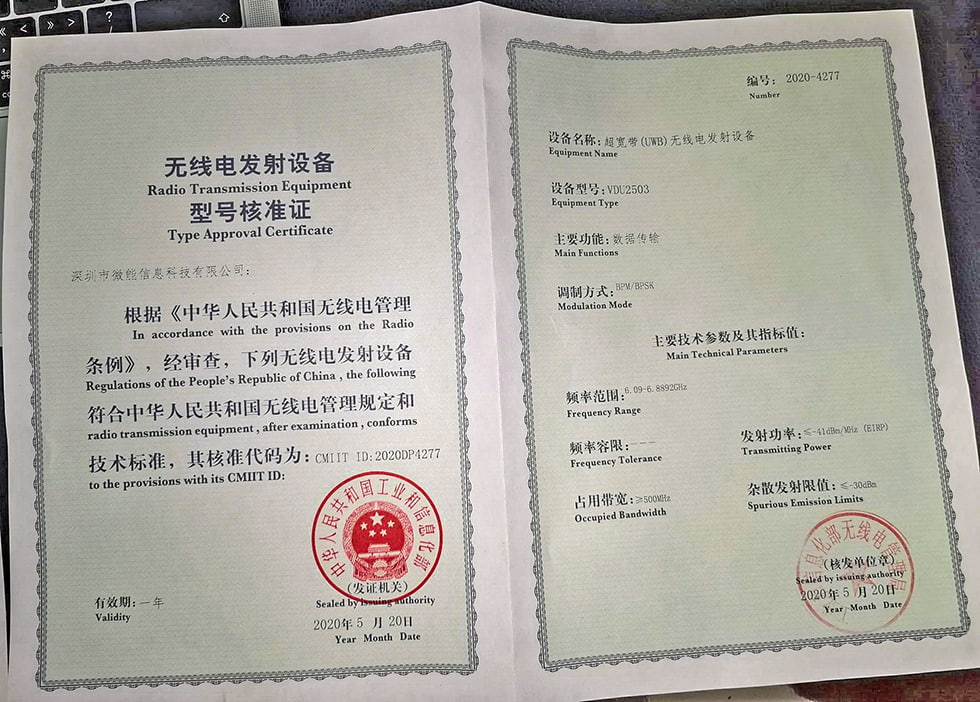 无线电发射设备
Radio Transmission Equipment
型号核准证
Type Approval Certificate
深圳市微能信息科技有限公司：
根据《中华人民共和国无线电管理
In accordance with the provisions on the Radio
条例》，经审查，下列无线电发射设备
Regulations of the People's Republic of China , the following
符合中华人民共和国无线电管理规定和
radio transmission equipment , after examination , conforms
技术标准，其核准代码为：CMIIT ID:2020DP4277
to the provisions with its CMIIT ID:
中华人民共和国工业和信息化部
(发证机关)
Sealed by issuing authority
有效期：一年
Validity
2020年 5 月 20日
Year Month Date
编号： 2020-4277
Number
设备名称：超宽带(UWB)无线电发射设备
Equipment Name
设备型号：VDU2503
Equipment Type
主要功能：数据传输
Main Functions
调制方式：BPM/BPSK
Modulation Mode
主要技术参数及其指标值：
Main Technical Parameters
频率范围：6.09-6.8892GHz
Frequency Range
频率容限：---
Frequency Tolerance
发射功率：≤-41dBm/MHz (EIRP)
Transmitting Power
占用带宽：≥500MHz
Occupied Bandwidth
杂散发射限值：≤-30dBm
Spurious Emission Limits
信息化部无线电管理局
(核发单位章)
Sealed by issuing authority
2020年 5 月 20日
Year Month Date